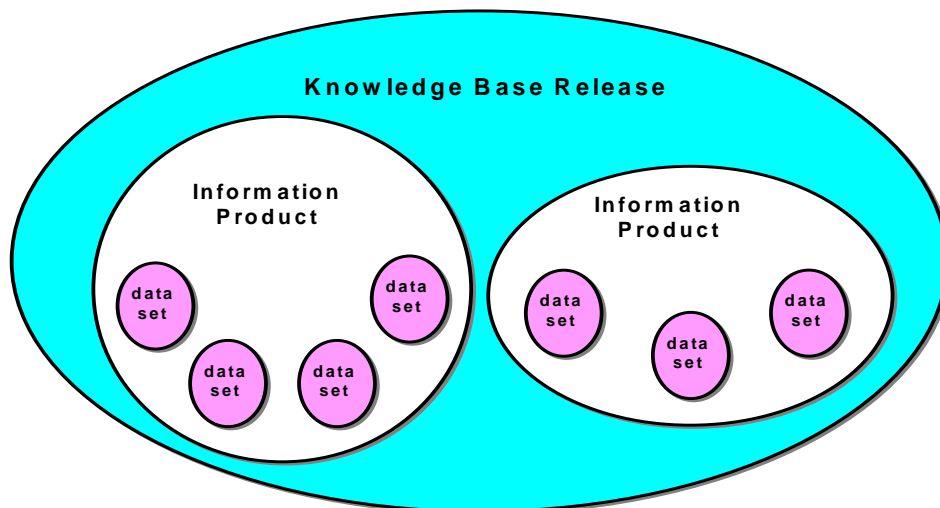 Knowledge Base Release
Information
Product
data
set
data
set
data
set
data
set
Information
Product
data
set
data
set
data
set